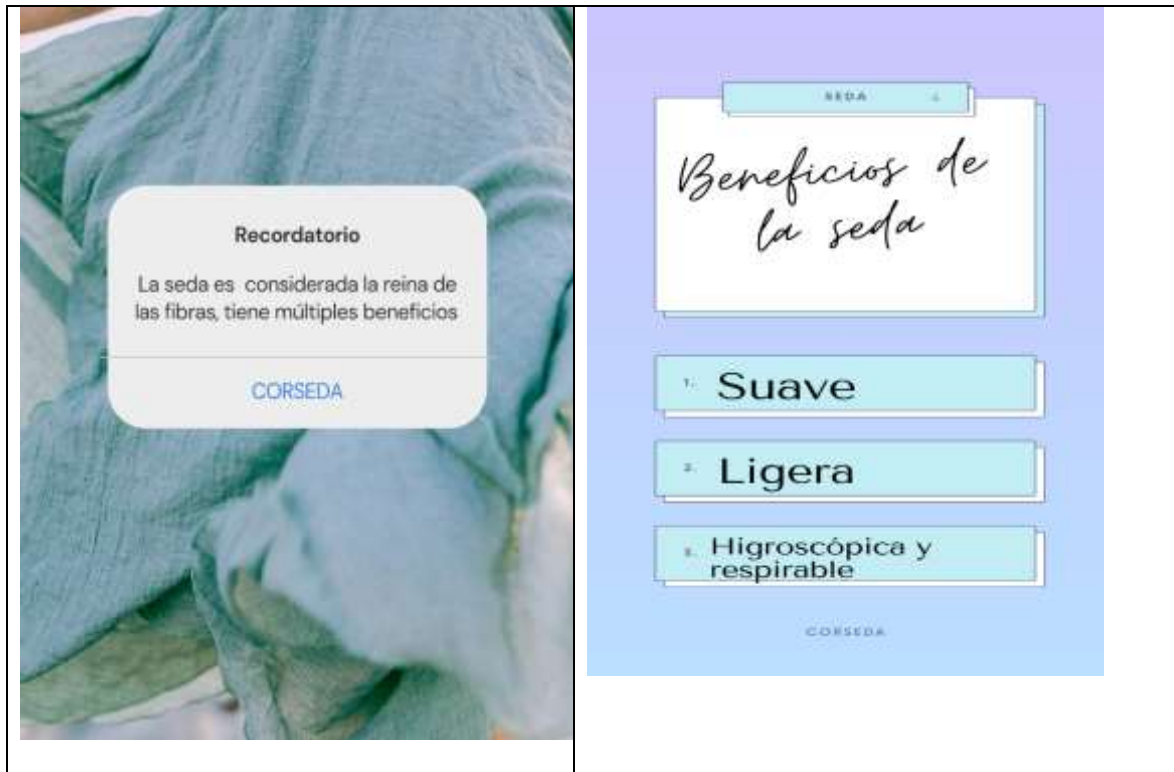 Recordatorio
La seda es considerada la reina de
las fibras, tiene múltiples beneficios
CORSEDA
SEDA
Beneficios de
la seda
1. Suave
2. Ligera
3. Higroscópica y
respirable
CORSEDA